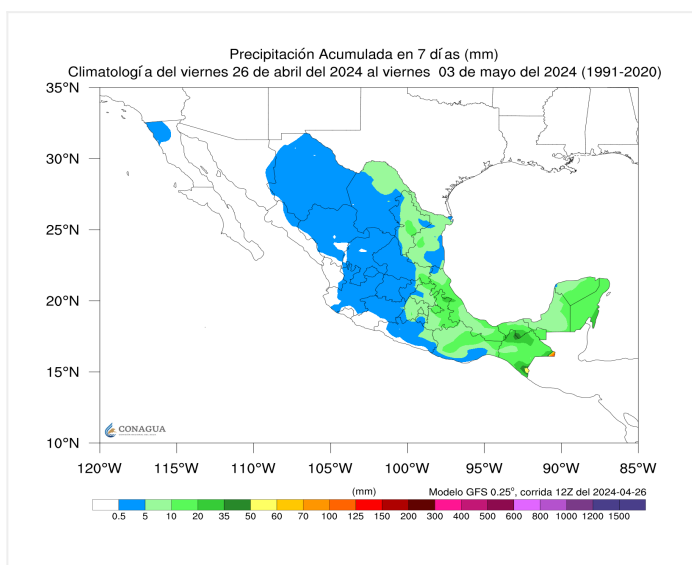 Precipitación Acumulada en 7 dí as (mm)
Climatologí a del viernes 26 de abril del 2024 al viernes 03 de mayo del 2024 (1991-2020)
35°N
30°N
25°N
20°N
15°N
10°N
CONAGUA
120°W 115°W 110°W 105°W 100°W 95°W 90°W 85°W
(mm) Modelo GFS 0.25°, corrida 12Z del 2024-04-26
0.5 5 10 20 35 50 60 70 100 125 150 200 300 400 500 600 800 1000 1200 1500